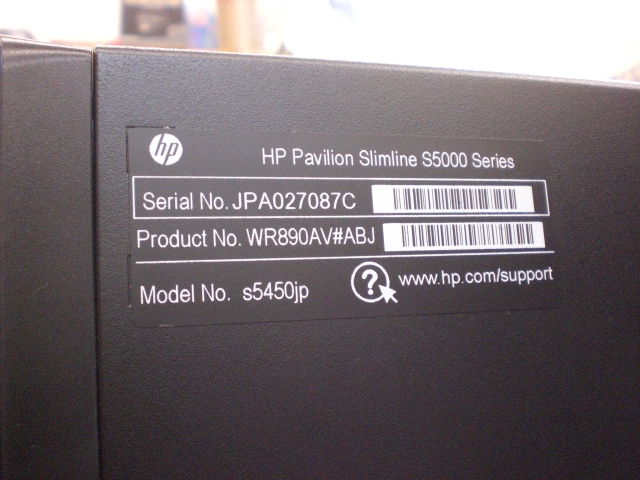 hp
HP Pavilion Slimline S5000 Series
Serial No. JPA027087C
Product No. WR890AV#ABJ
Model No. s5450jp
? www.hp.com/support